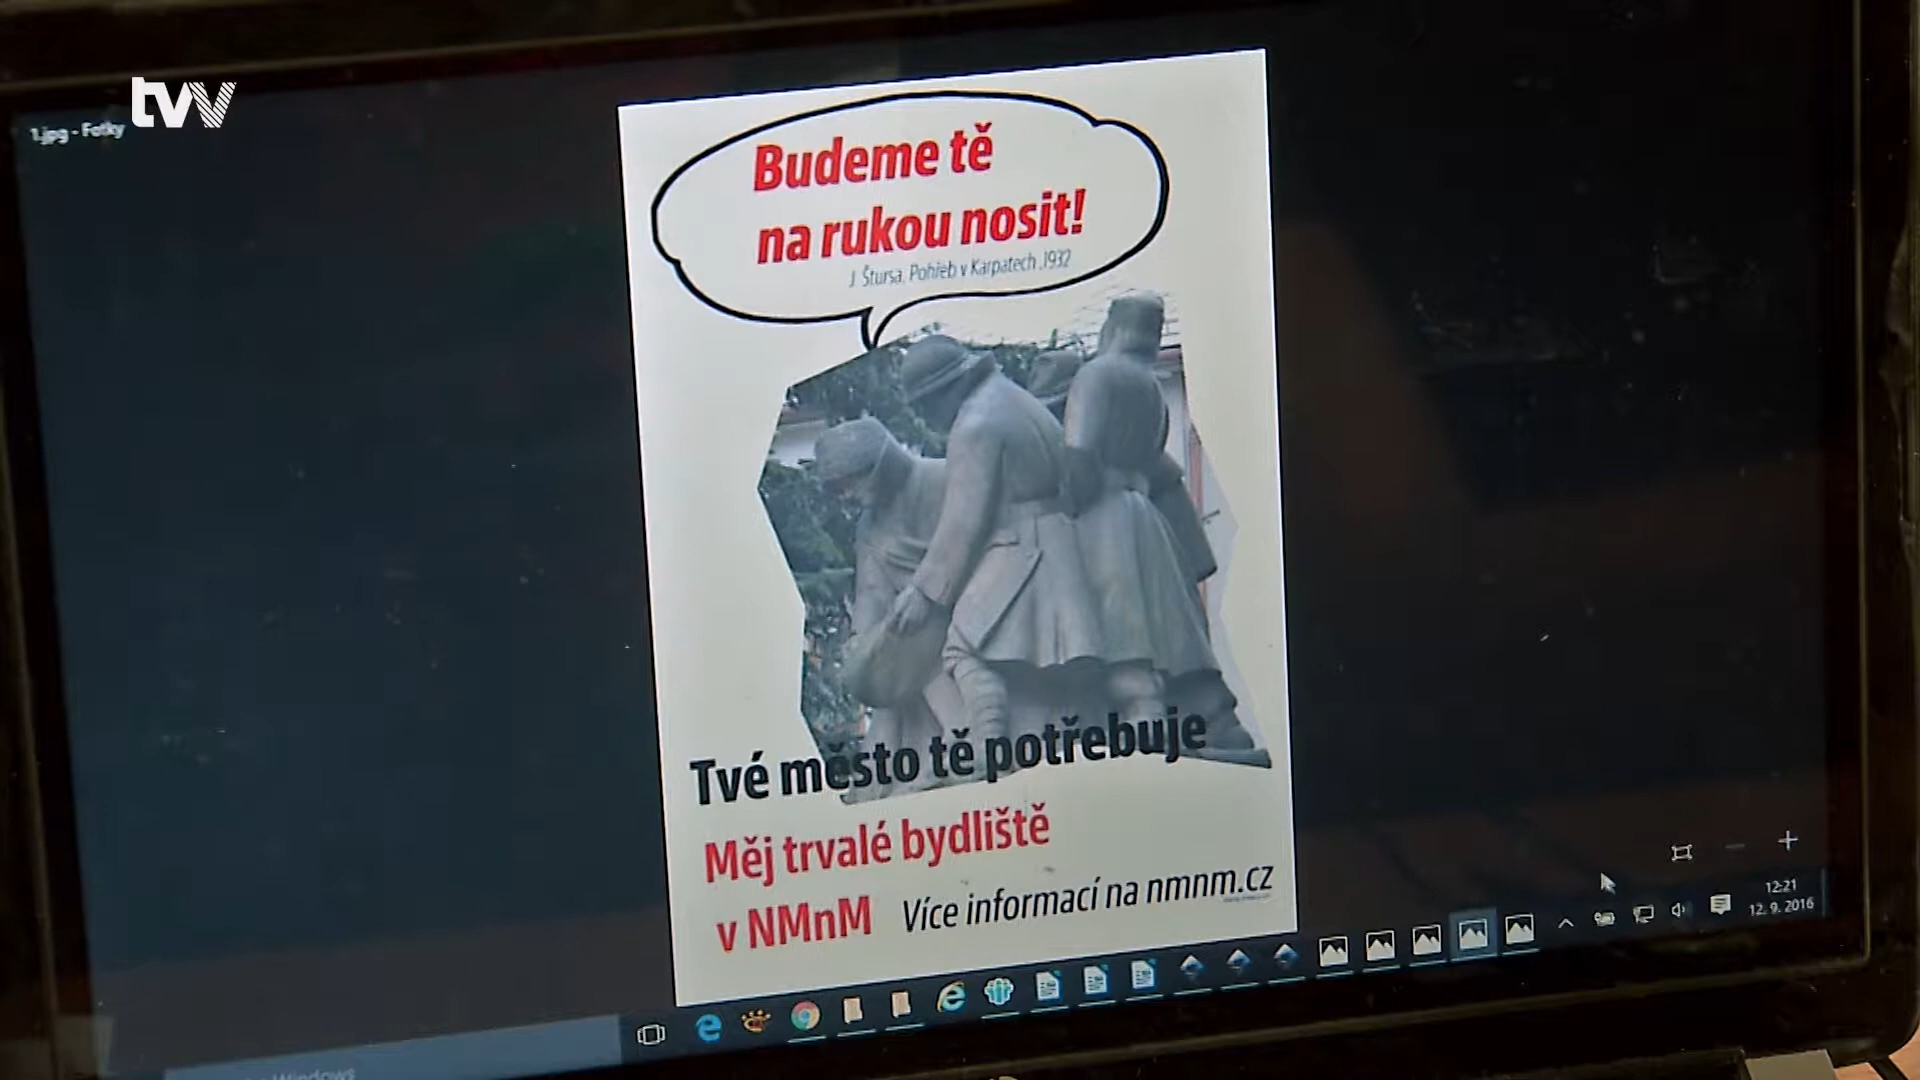 tvv
1.jpg - Fotky
Budeme tě
na rukou nosit!
J. Štursa, Pohřeb v Karpatech ,1932
Tvé město tě potřebuje
Měj trvalé bydliště
v NMnM
Více informací na nmnm.cz
12:21
12. 9. 2016
Windows